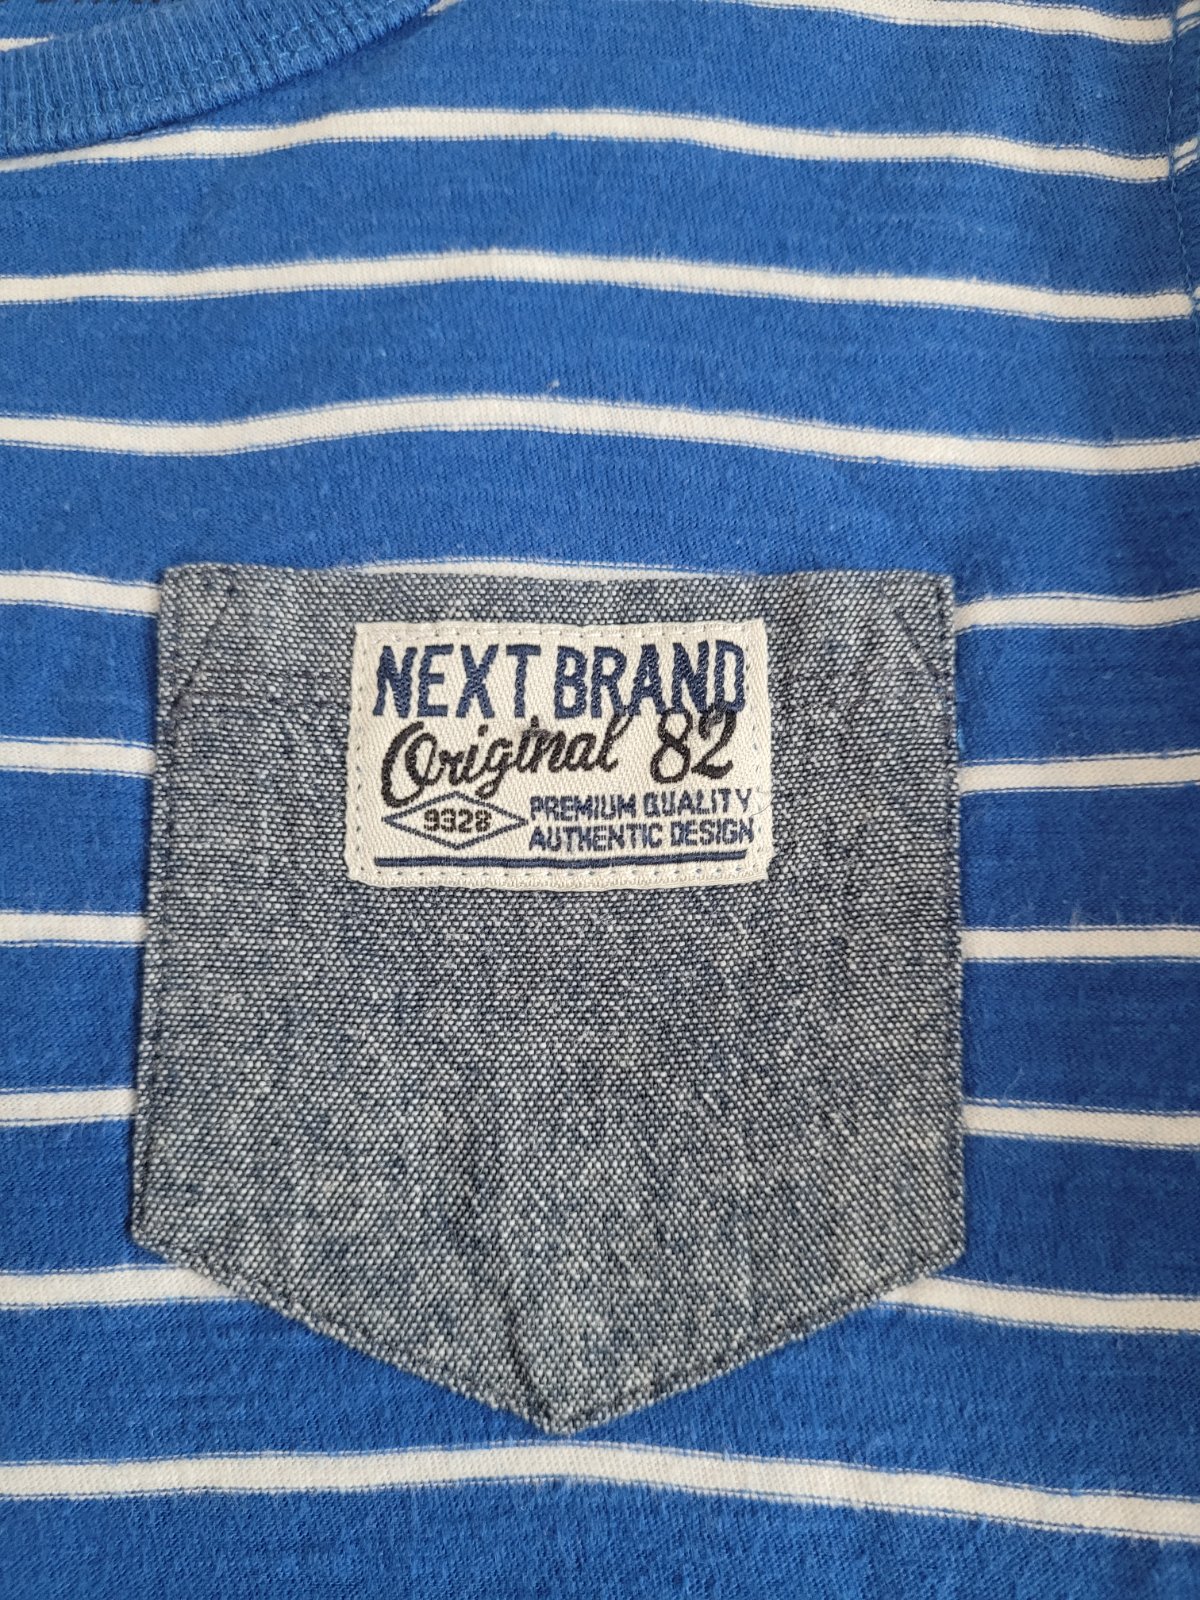 NEXT BRAND
Original 82
9328
PREMIUM QUALITY
AUTHENTIC DESIGN